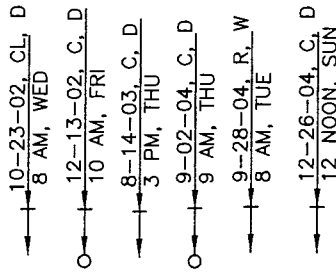 10-23-02, CL, D
8 AM, WED
12-13-02, C, D
10 AM, FRI
8-14-03, C, D
3 PM, THU
9-02-04, C, D
9 AM, THU
9-28-04, R, W
8 AM, TUE
12-26-04, C, D
12 NOON, SUN